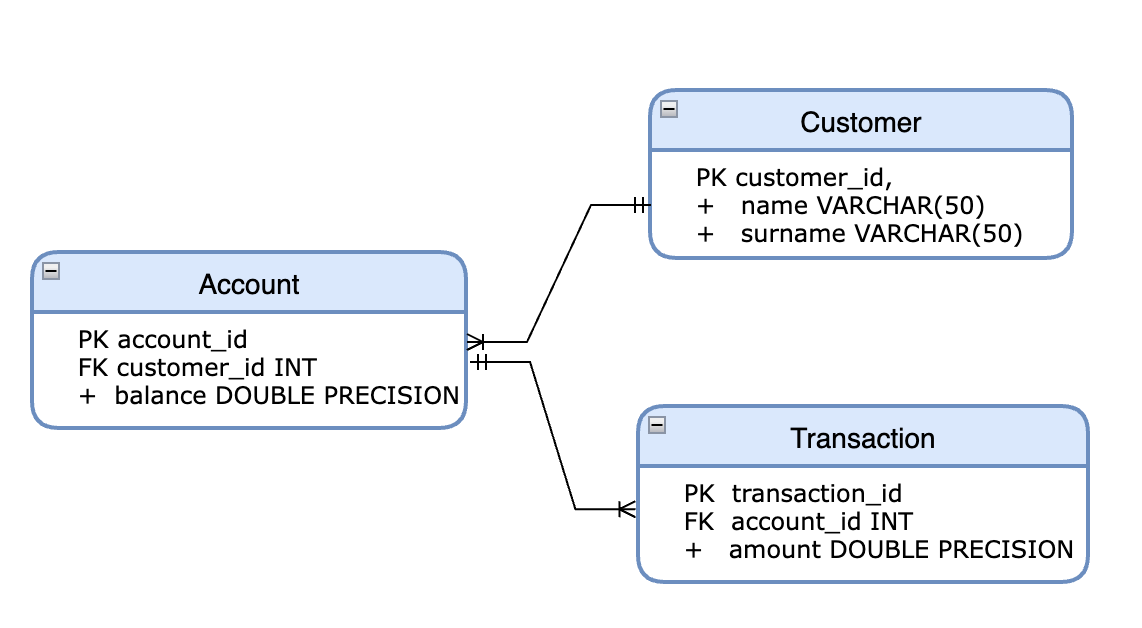 Customer
PK customer_id,
+ name VARCHAR(50)
+ surname VARCHAR(50)
Account
PK account_id
FK customer_id INT
+ balance DOUBLE PRECISION
Transaction
PK transaction_id
FK account_id INT
+ amount DOUBLE PRECISION